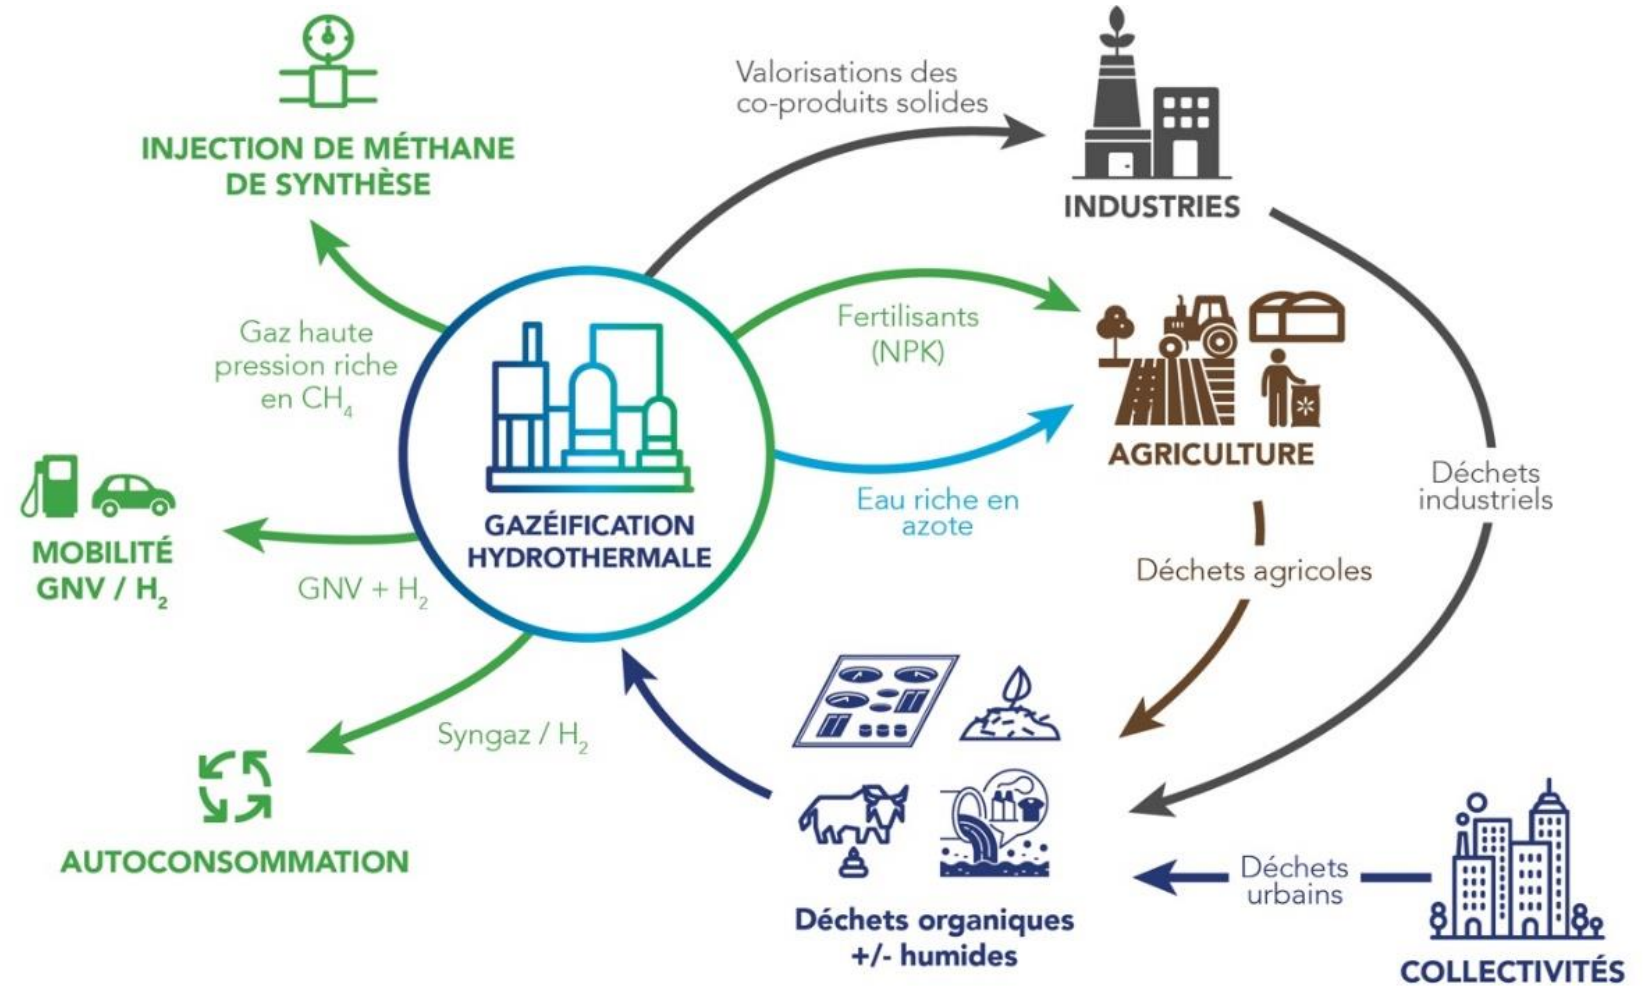 Valorisations des
co-produits solides
INJECTION DE MÉTHANE
DE SYNTHÈSE
INDUSTRIES
Gaz haute
pression riche
en CH₄
Fertilisants
(NPK)
AGRICULTURE
Eau riche en
azote
Déchets
industriels
GAZÉIFICATION
HYDROTHERMALE
MOBILITÉ
GNV / H₂
GNV + H₂
Déchets agricoles
Syngaz / H₂
AUTOCONSOMMATION
Déchets
urbains
Déchets organiques
+/- humides
COLLECTIVITÉS